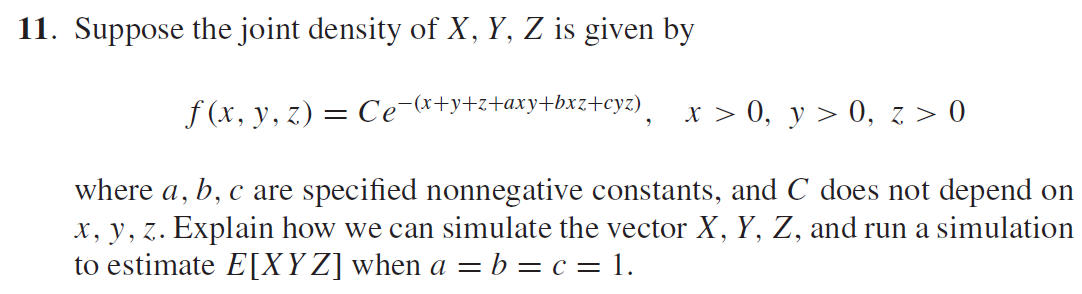 11. Suppose the joint density of X, Y, Z is given by
f(x, y, z) = Ce^{−(x+y+z+axy+bxz+cyz)}, x > 0, y > 0, z > 0
where a, b, c are specified nonnegative constants, and C does not depend on
x, y, z. Explain how we can simulate the vector X, Y, Z, and run a simulation
to estimate E[XYZ] when a = b = c = 1.